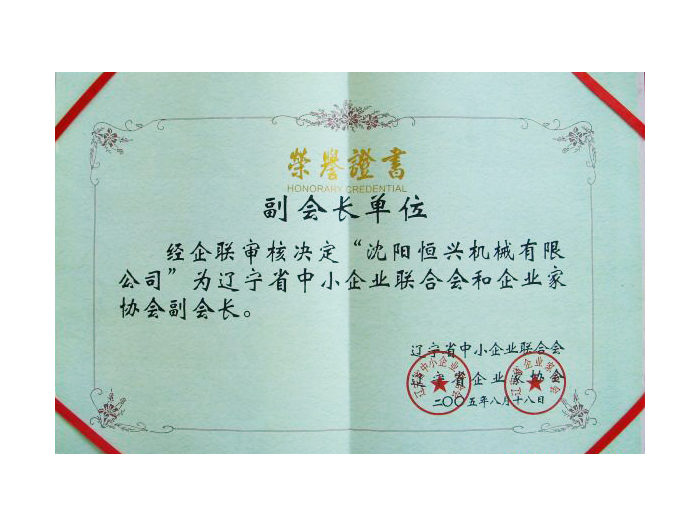 榮譽證書
HONORARY CREDENTIAL
副会长单位
经企联审核决定“沈阳恒兴机械有限
公司”为辽宁省中小企业联合会和企业家
协会副会长。
辽宁省中小企业联合会
辽宁省企业家协会
二〇〇五年八月十八日